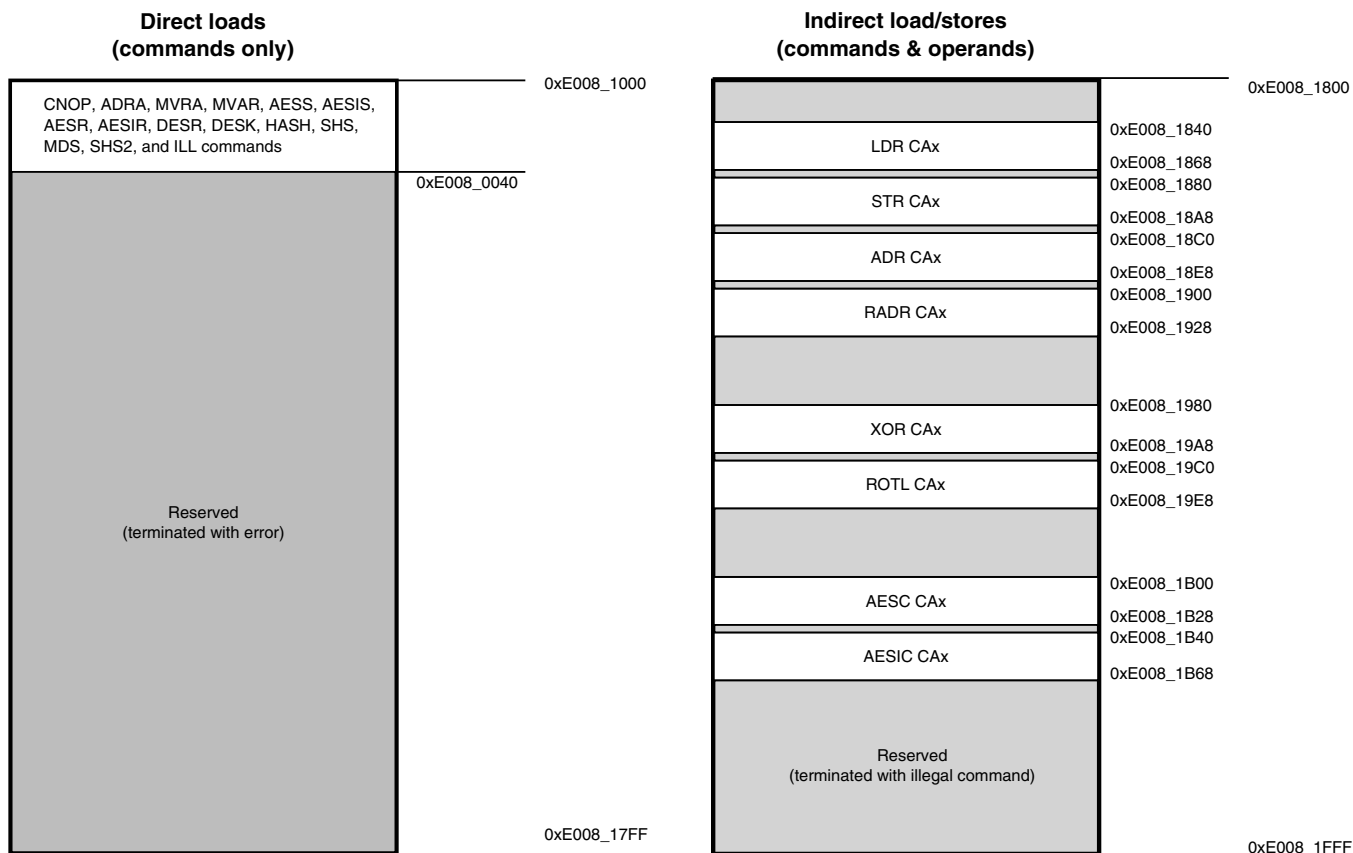 Direct loads
(commands only)
0xE008_1000
CNOP, ADRA, MVRA, MVAR, AESS, AESIS,
AESR, AESIR, DESR, DESK, HASH, SHS,
MDS, SHS2, and ILL commands
0xE008_0040
Reserved
(terminated with error)
0xE008_17FF
Indirect load/stores
(commands & operands)
0xE008_1800
0xE008_1840
LDR CAx
0xE008_1868
0xE008_1880
STR CAx
0xE008_18A8
0xE008_18C0
ADR CAx
0xE008_18E8
0xE008_1900
RADR CAx
0xE008_1928
0xE008_1980
XOR CAx
0xE008_19A8
0xE008_19C0
ROTL CAx
0xE008_19E8
0xE008_1B00
AESC CAx
0xE008_1B28
0xE008_1B40
AESIC CAx
0xE008_1B68
Reserved
(terminated with illegal command)
0xE008_1FFF